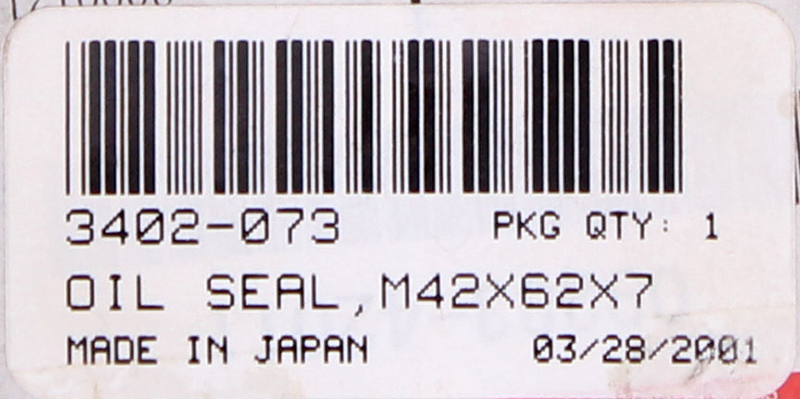 3402-073 PKG QTY: 1
OIL SEAL,M42X62X7
MADE IN JAPAN 03/28/2001